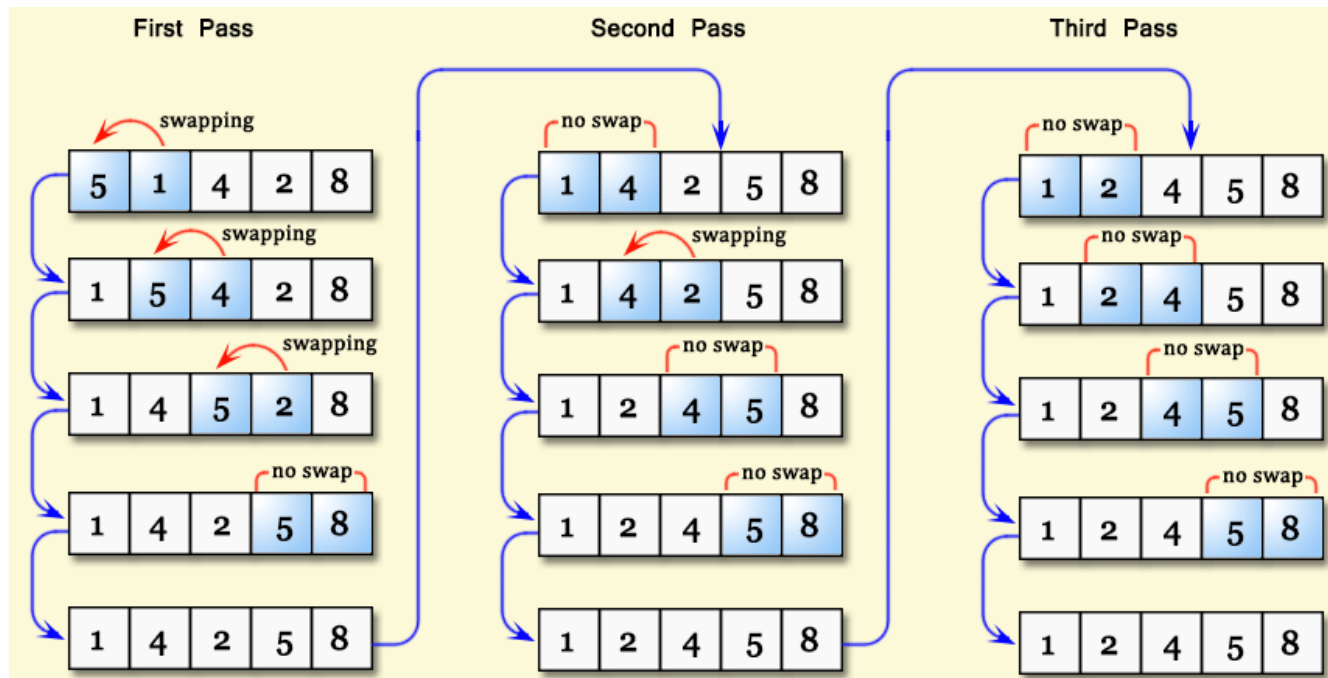 First Pass
swapping
5 1 4 2 8
swapping
1 5 4 2 8
swapping
1 4 5 2 8
no swap
1 4 2 5 8
1 4 2 5 8
Second Pass
no swap
1 4 2 5 8
swapping
1 4 2 5 8
no swap
1 2 4 5 8
no swap
1 2 4 5 8
1 2 4 5 8
Third Pass
no swap
1 2 4 5 8
no swap
1 2 4 5 8
no swap
1 2 4 5 8
no swap
1 2 4 5 8
1 2 4 5 8